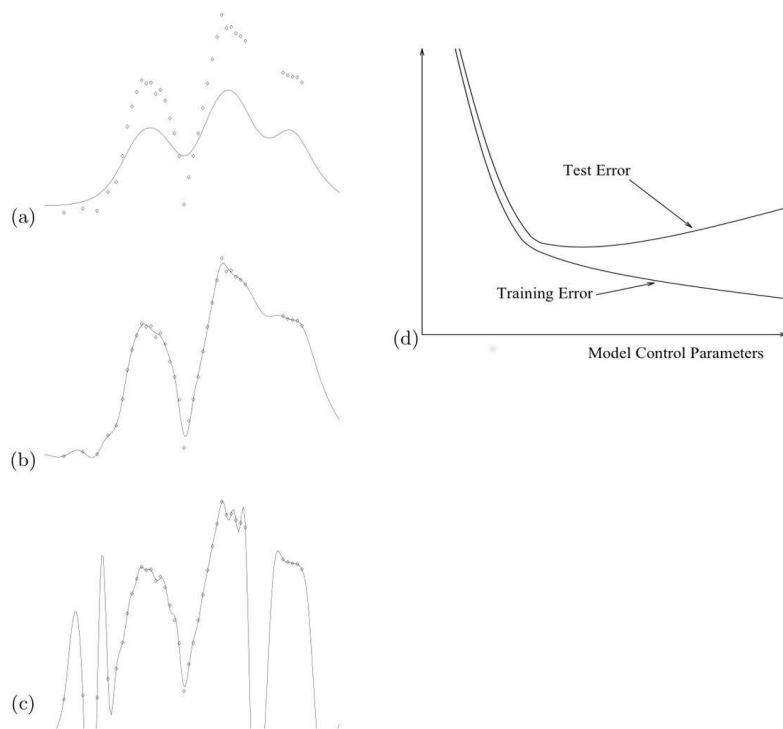 (a)
(b)
(c)
Test Error
Training Error
(d)
Model Control Parameters